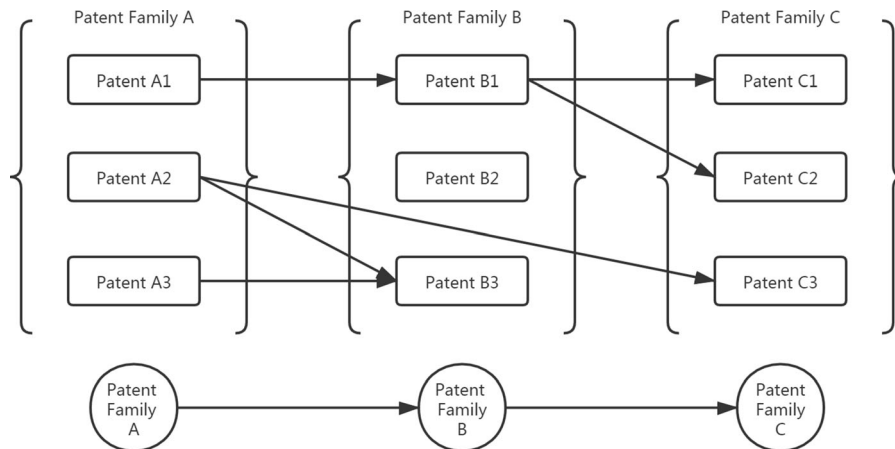 Patent Family A
Patent Family B
Patent Family C
Patent A1
Patent B1
Patent C1
Patent A2
Patent B2
Patent C2
Patent A3
Patent B3
Patent C3
Patent
Family
A
Patent
Family
B
Patent
Family
C